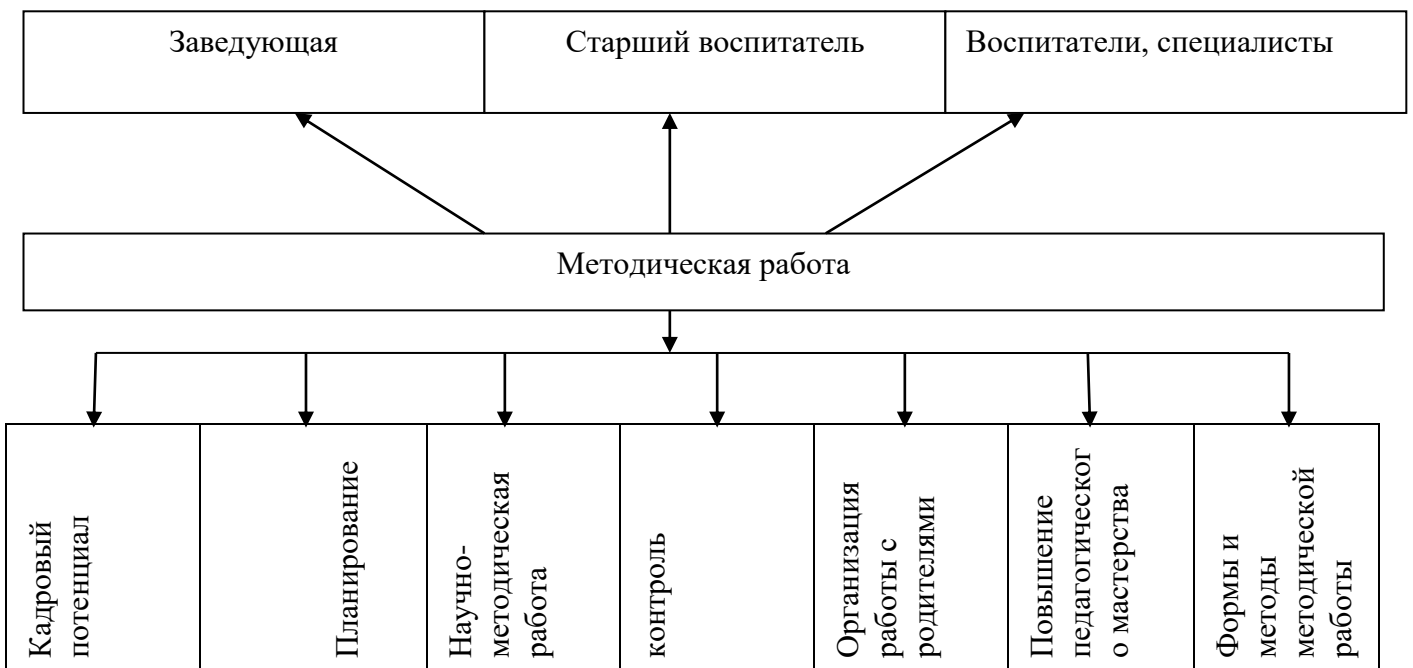 Заведующая
Старший воспитатель
Воспитатели, специалисты
Методическая работа
Кадровый
потенциал
Планирование
Научно-
методическая
работа
контроль
Организация
работы с
родителями
Повышение
педагогическог
о мастерства
Формы и
методы
методической
работы